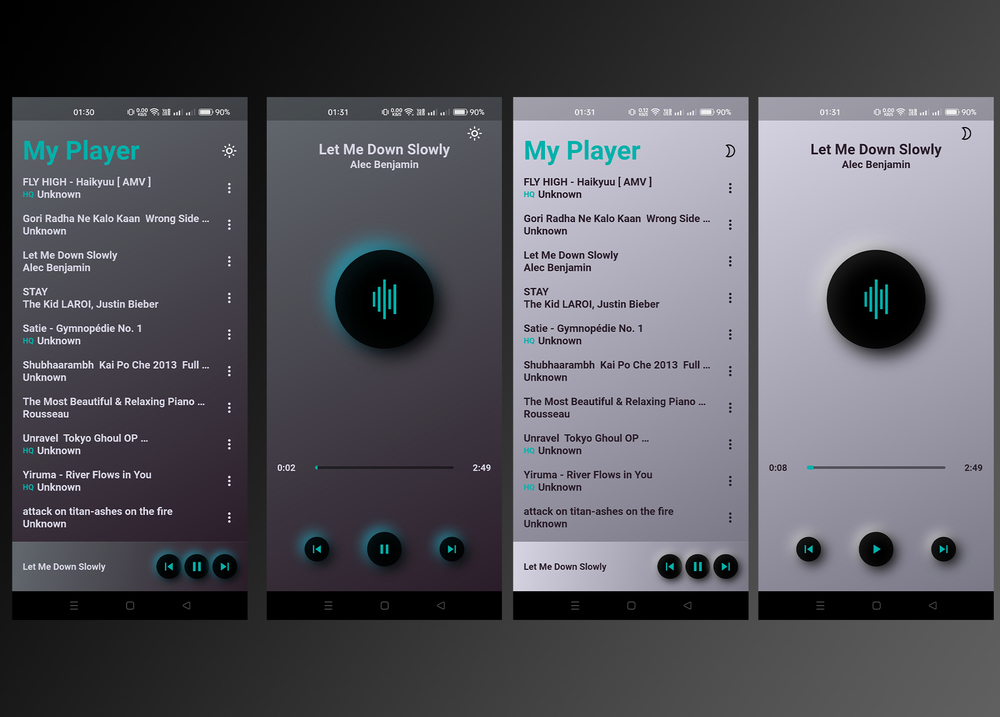 01:30
90%
My Player
FLY HIGH - Haikyuu [ AMV ]
HQ Unknown
Gori Radha Ne Kalo Kaan  Wrong Side ...
Unknown
Let Me Down Slowly
Alec Benjamin
STAY
The Kid LAROI, Justin Bieber
Satie - Gymnopédie No. 1
HQ Unknown
Shubhaarambh  Kai Po Che 2013  Full ...
Unknown
The Most Beautiful & Relaxing Piano ...
Rousseau
Unravel  Tokyo Ghoul OP ...
HQ Unknown
Yiruma - River Flows in You
HQ Unknown
attack on titan-ashes on the fire
Unknown
Let Me Down Slowly
01:31
90%
Let Me Down Slowly
Alec Benjamin
0:02
2:49
01:31
90%
My Player
FLY HIGH - Haikyuu [ AMV ]
HQ Unknown
Gori Radha Ne Kalo Kaan  Wrong Side ...
Unknown
Let Me Down Slowly
Alec Benjamin
STAY
The Kid LAROI, Justin Bieber
Satie - Gymnopédie No. 1
HQ Unknown
Shubhaarambh  Kai Po Che 2013  Full ...
Unknown
The Most Beautiful & Relaxing Piano ...
Rousseau
Unravel  Tokyo Ghoul OP ...
HQ Unknown
Yiruma - River Flows in You
HQ Unknown
attack on titan-ashes on the fire
Unknown
Let Me Down Slowly
01:31
90%
Let Me Down Slowly
Alec Benjamin
0:08
2:49